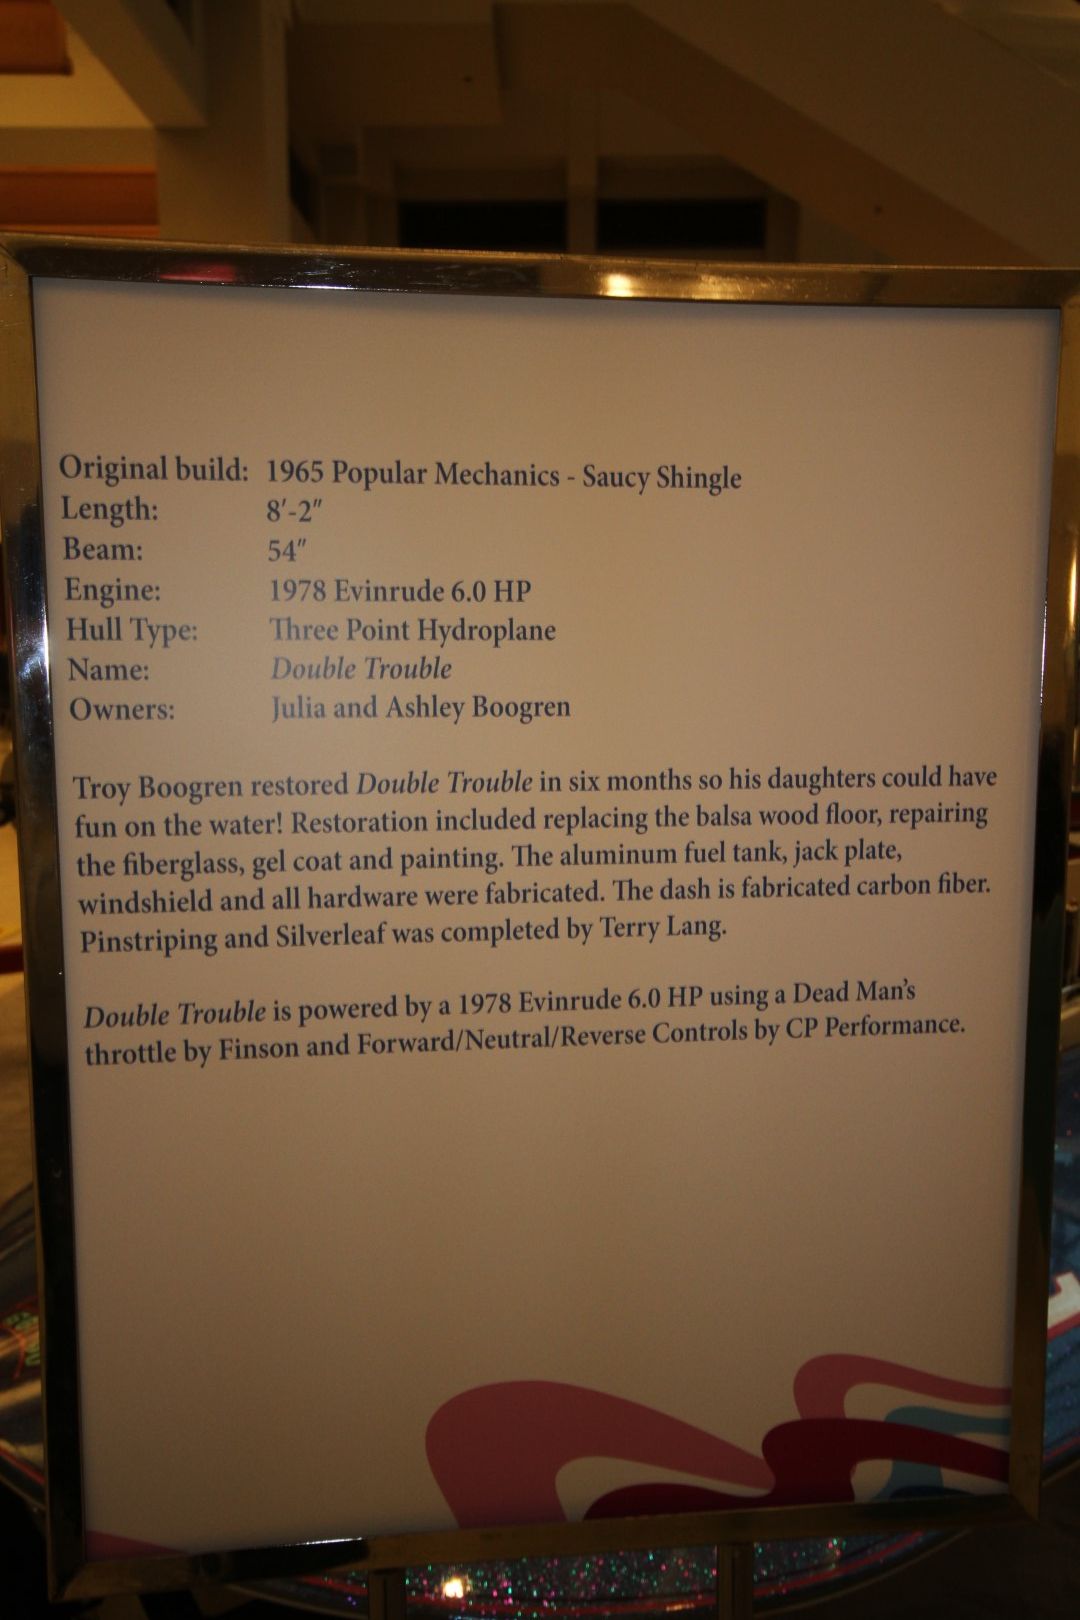 Original build: 1965 Popular Mechanics - Saucy Shingle
Length: 8'-2"
Beam: 54"
Engine: 1978 Evinrude 6.0 HP
Hull Type: Three Point Hydroplane
Name: Double Trouble
Owners: Julia and Ashley Boogren
Troy Boogren restored Double Trouble in six months so his daughters could have
fun on the water! Restoration included replacing the balsa wood floor, repairing
the fiberglass, gel coat and painting. The aluminum fuel tank, jack plate,
windshield and all hardware were fabricated. The dash is fabricated carbon fiber.
Pinstriping and Silverleaf was completed by Terry Lang.
Double Trouble is powered by a 1978 Evinrude 6.0 HP using a Dead Man's
throttle by Finson and Forward/Neutral/Reverse Controls by CP Performance.